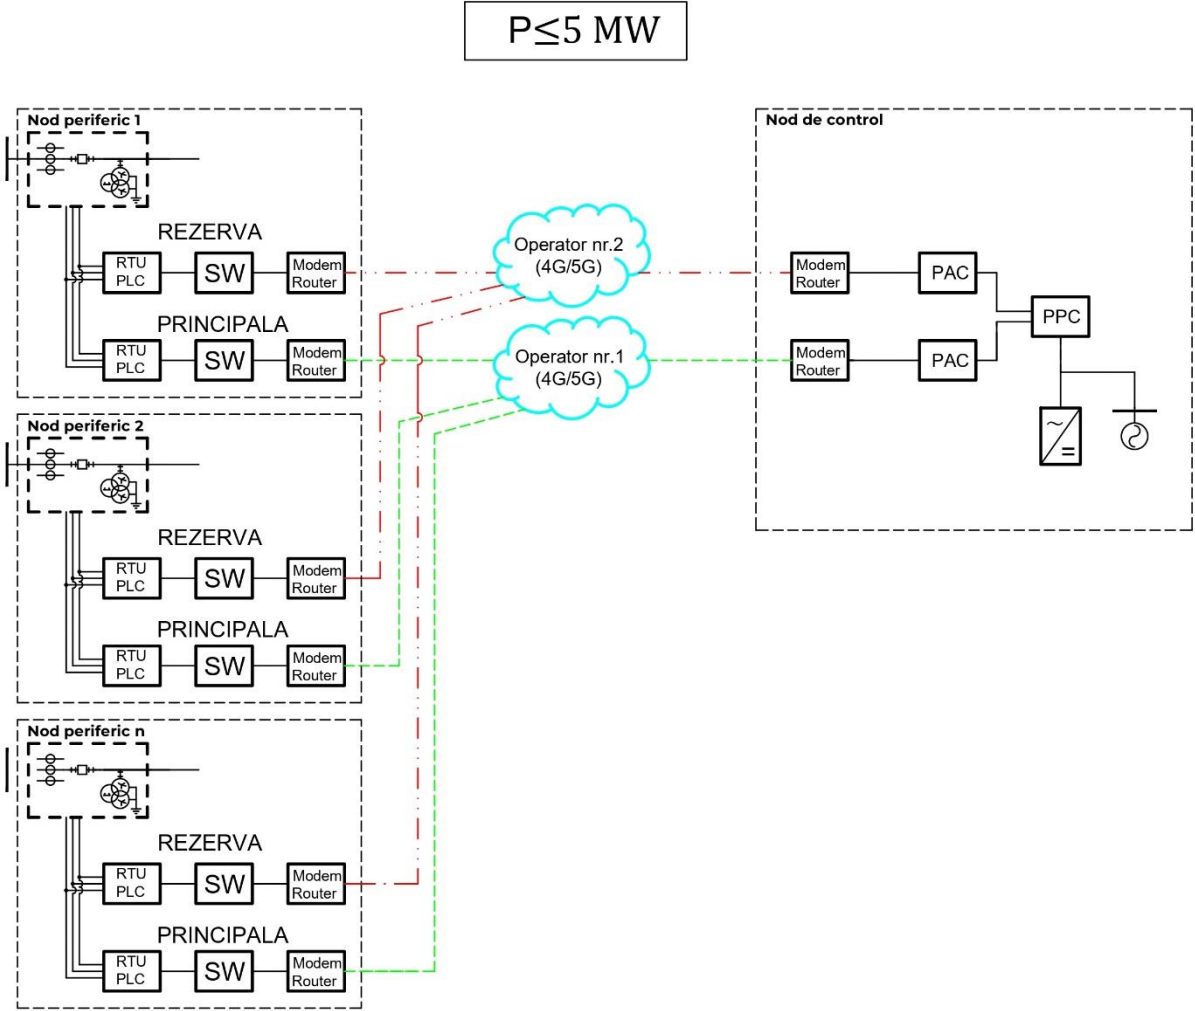 P≤5 MW
Nod periferic 1
REZERVA
RTU
PLC
SW
Modem
Router
PRINCIPALA
RTU
PLC
SW
Modem
Router
Nod periferic 2
REZERVA
RTU
PLC
SW
Modem
Router
PRINCIPALA
RTU
PLC
SW
Modem
Router
Nod periferic n
REZERVA
RTU
PLC
SW
Modem
Router
PRINCIPALA
RTU
PLC
SW
Modem
Router
Operator nr.2
(4G/5G)
Operator nr.1
(4G/5G)
Nod de control
Modem
Router
PAC
PPC
Modem
Router
PAC